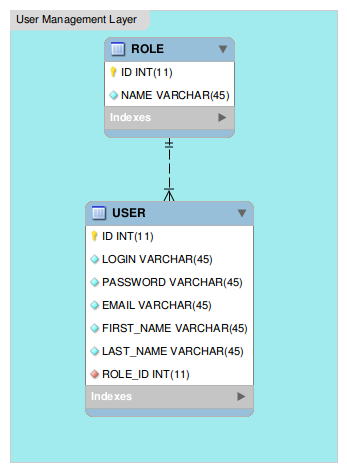 User Management Layer
ROLE
ID INT(11)
NAME VARCHAR(45)
Indexes
USER
ID INT(11)
LOGIN VARCHAR(45)
PASSWORD VARCHAR(45)
EMAIL VARCHAR(45)
FIRST_NAME VARCHAR(45)
LAST_NAME VARCHAR(45)
ROLE_ID INT(11)
Indexes